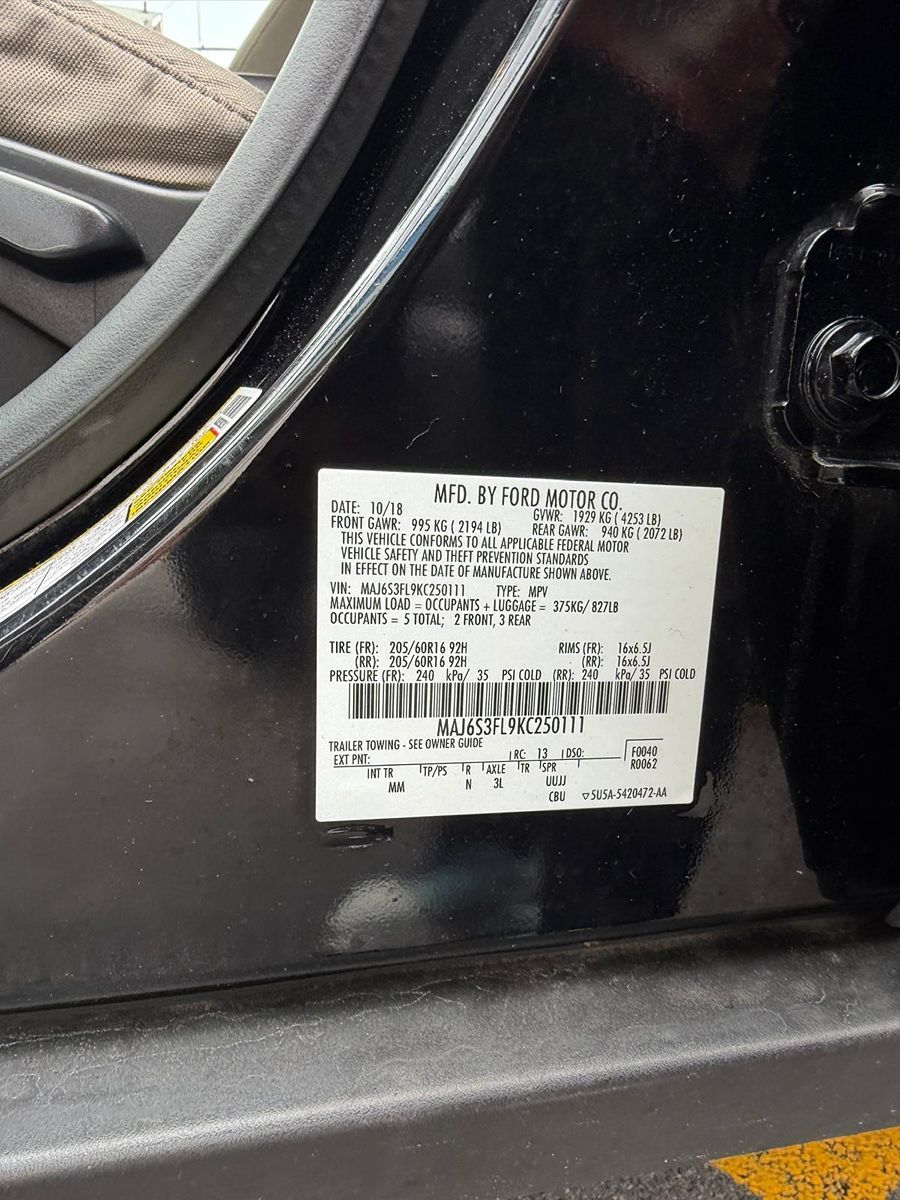 MFD. BY FORD MOTOR CO.
DATE: 10/18 GVWR: 1929 KG ( 4253 LB)
FRONT GAWR: 995 KG ( 2194 LB) REAR GAWR: 940 KG ( 2072 LB)
THIS VEHICLE CONFORMS TO ALL APPLICABLE FEDERAL MOTOR
VEHICLE SAFETY AND THEFT PREVENTION STANDARDS
IN EFFECT ON THE DATE OF MANUFACTURE SHOWN ABOVE.
VIN: MAJ6S3FL9KC250111 TYPE: MPV
MAXIMUM LOAD = OCCUPANTS + LUGGAGE = 375KG/ 827LB
OCCUPANTS = 5 TOTAL; 2 FRONT, 3 REAR
TIRE (FR): 205/60R16 92H RIMS (FR): 16x6.5J
(RR): 205/60R16 92H (RR): 16x6.5J
PRESSURE (FR): 240 kPa/ 35 PSI COLD (RR): 240 kPa/ 35 PSI COLD
MAJ6S3FL9KC250111
TRAILER TOWING - SEE OWNER GUIDE
EXT PNT: RC: 13 DSO: F0040
R0062
INT TR TP/PS R AXLE TR SPR
MM N 3L UUJJ
CBU 5U5A-5420472-AA